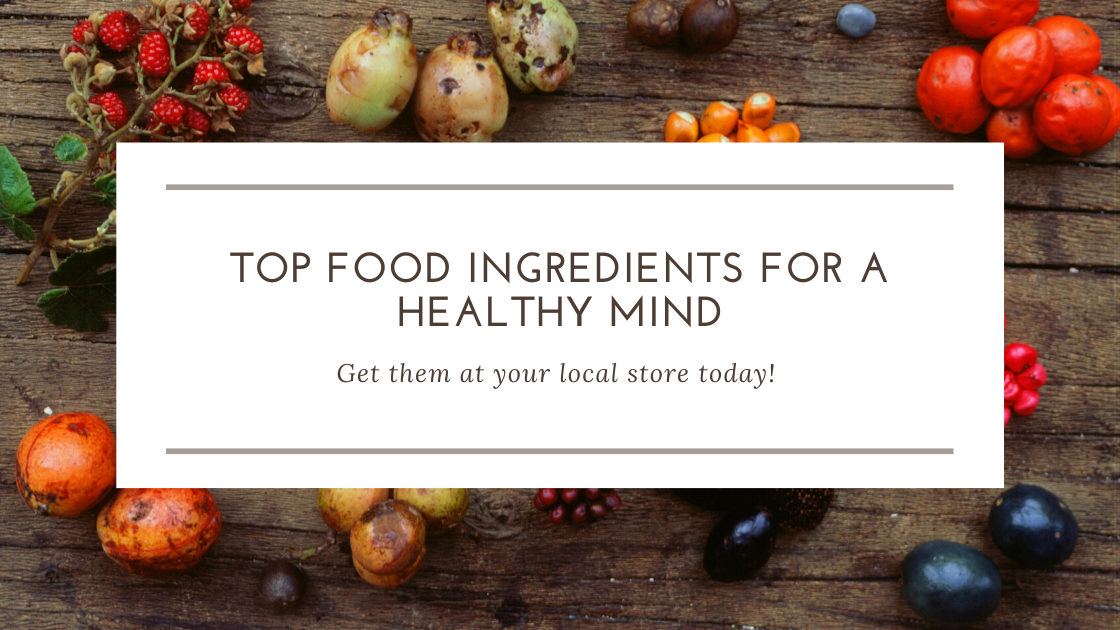 TOP FOOD INGREDIENTS FOR A
HEALTHY MIND
Get them at your local store today!